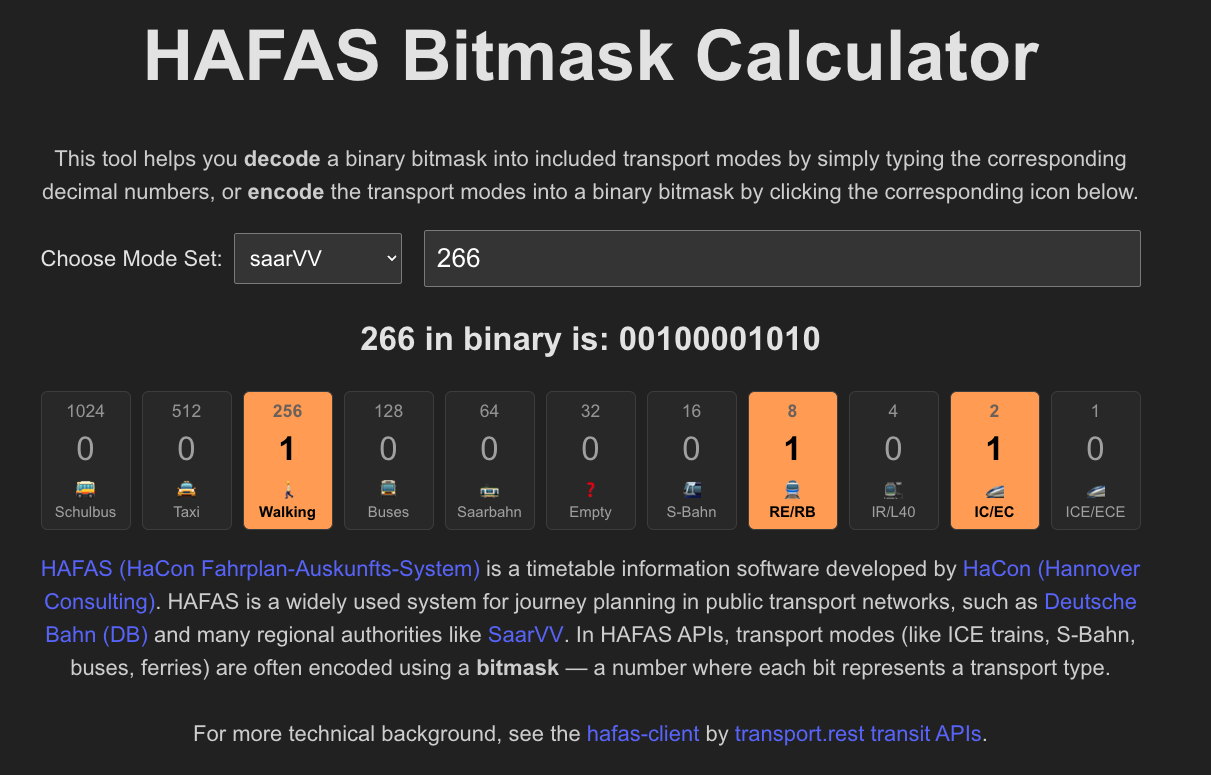 HAFAS Bitmask Calculator
This tool helps you decode a binary bitmask into included transport modes by simply typing the corresponding
decimal numbers, or encode the transport modes into a binary bitmask by clicking the corresponding icon below.
Choose Mode Set: saarVV 266
266 in binary is: 00100001010
1024 512 256 128 64 32 16 8 4 2 1
0 0 1 0 0 0 0 1 0 1 0
Schulbus Taxi Walking Buses Saarbahn Empty S-Bahn RE/RB IR/L40 IC/EC ICE/ECE
HAFAS (HaCon Fahrplan-Auskunfts-System) is a timetable information software developed by HaCon (Hannover
Consulting). HAFAS is a widely used system for journey planning in public transport networks, such as Deutsche
Bahn (DB) and many regional authorities like SaarVV. In HAFAS APIs, transport modes (like ICE trains, S-Bahn,
buses, ferries) are often encoded using a bitmask — a number where each bit represents a transport type.
For more technical background, see the hafas-client by transport.rest transit APIs.